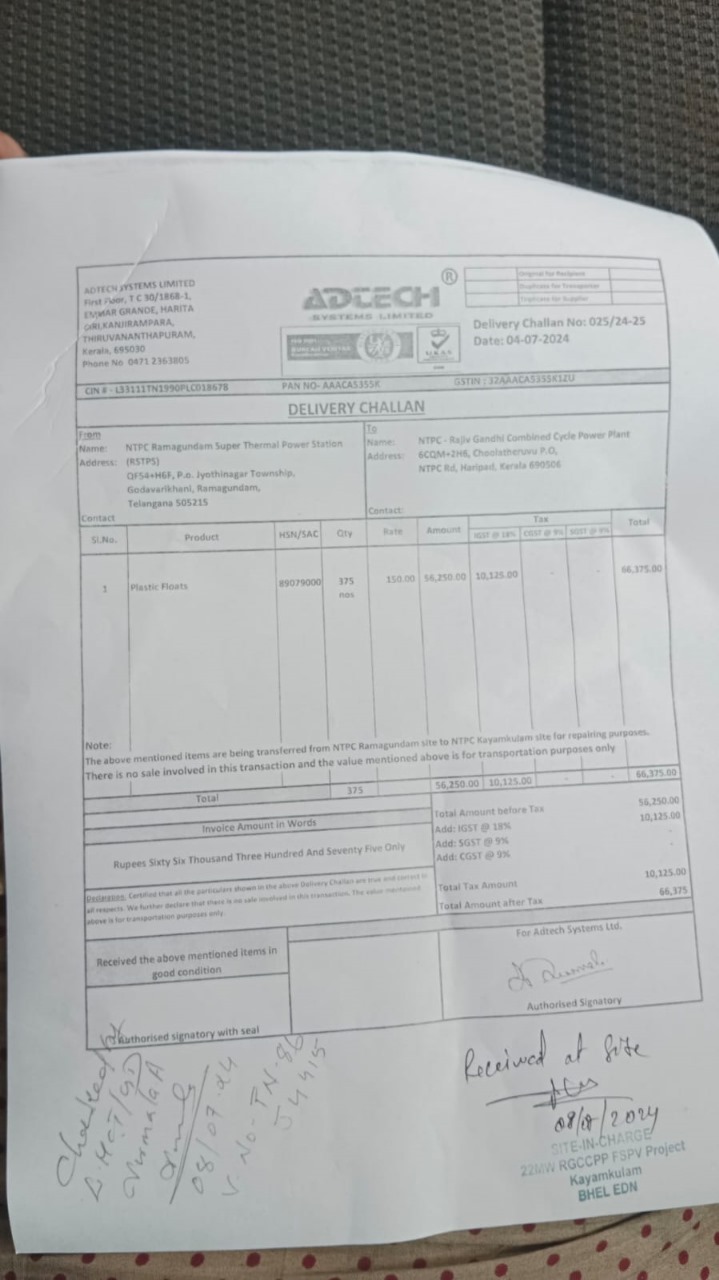 ADTECH SYSTEMS LIMITED
First Floor, T C 30/1868-1,
EMMAR GRANDE, HARITA
GIRI,KANJIRAMPARA,
THIRUVANANTHAPURAM,
Kerala, 695030
Phone No 0471 2363805
ADTECH ®
SYSTEMS LIMITED
Original for Recipient
Duplicate for Transporter
Triplicate for Supplier
Delivery Challan No: 025/24-25
Date: 04-07-2024
CIN # - L33111TN1990PLC018678
PAN NO- AAACA5355K
GSTIN : 32AAACA5355K1ZU
DELIVERY CHALLAN
From
Name: NTPC Ramagundam Super Thermal Power Station
Address: (RSTPS)
QF54+H6F, P.o. Jyothinagar Township,
Godavarikhani, Ramagundam,
Telangana 505215
Contact
To
Name: NTPC - Rajiv Gandhi Combined Cycle Power Plant
Address: 6CQM+2H6, Choolatheruvu P.O,
NTPC Rd, Haripad, Kerala 690506
Contact:
Sl.No. Product HSN/SAC Qty Rate Amount Tax Total
IGST @ 18% CGST @ 9% SGST @ 9%
1 Plastic Floats 89079000 375 150.00 56,250.00 10,125.00 - - 66,375.00
nos
Note:
The above mentioned items are being transferred from NTPC Ramagundam site to NTPC Kayamkulam site for repairing purposes.
There is no sale involved in this transaction and the value mentioned above is for transportation purposes only
Total 375 56,250.00 10,125.00 - - 66,375.00
Invoice Amount in Words
Rupees Sixty Six Thousand Three Hundred And Seventy Five Only
Total Amount before Tax 56,250.00
Add: IGST @ 18% 10,125.00
Add: SGST @ 9% -
Add: CGST @ 9%
Total Tax Amount 10,125.00
Total Amount after Tax 66,375
Declaration: Certified that all the particulars shown in the above Delivery Challan are true and correct in
all respects. We further declare that there is no sale involved in this transaction. The value mentioned
above is for transportation purposes only.
Received the above mentioned items in
good condition
Authorised signatory with seal
For Adtech Systems Ltd.
Authorised Signatory
Nirmala A
08/07.24
V. No-TN-86
J 4415
Received at Site
08/07/2024
SITE-IN-CHARGE
22MW RGCCPP FSPV Project
Kayamkulam
BHEL EDN